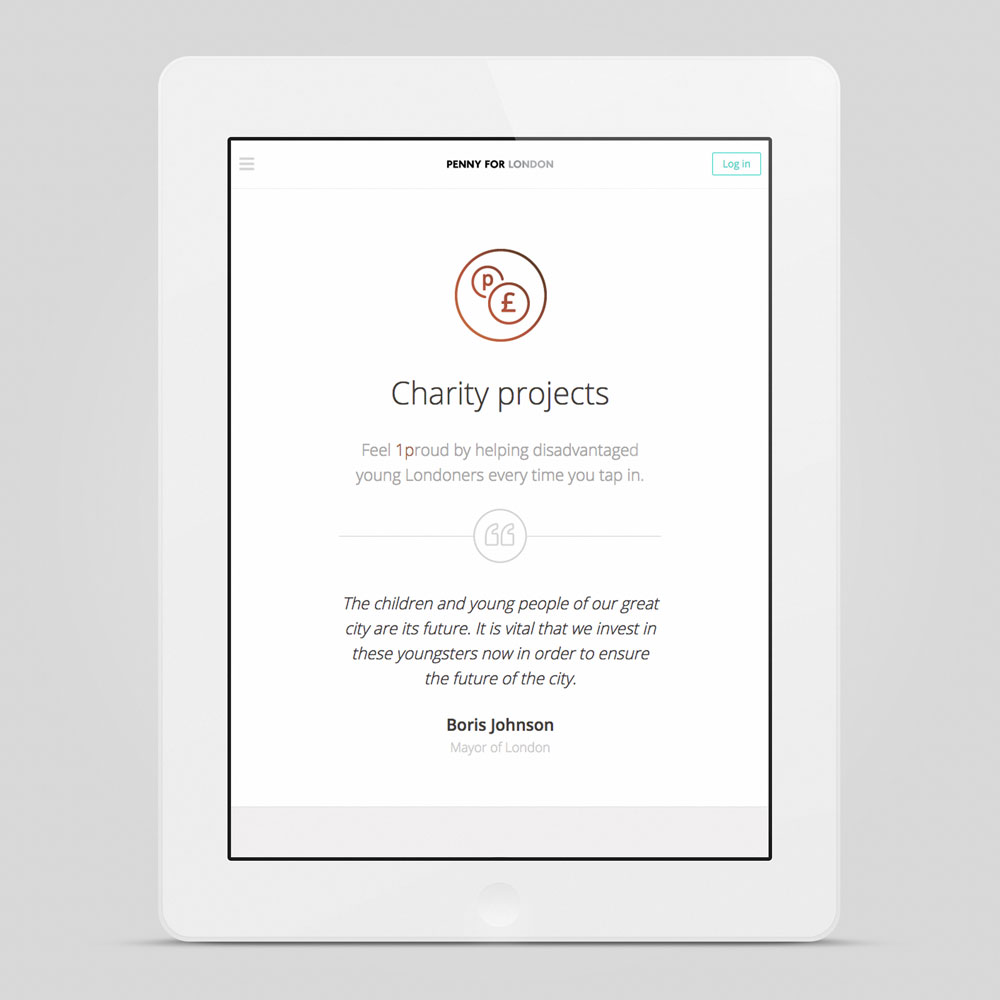 PENNY FOR LONDON
Log in
p
£
Charity projects
Feel 1proud by helping disadvantaged
young Londoners every time you tap in.
The children and young people of our great
city are its future. It is vital that we invest in
these youngsters now in order to ensure
the future of the city.
Boris Johnson
Mayor of London